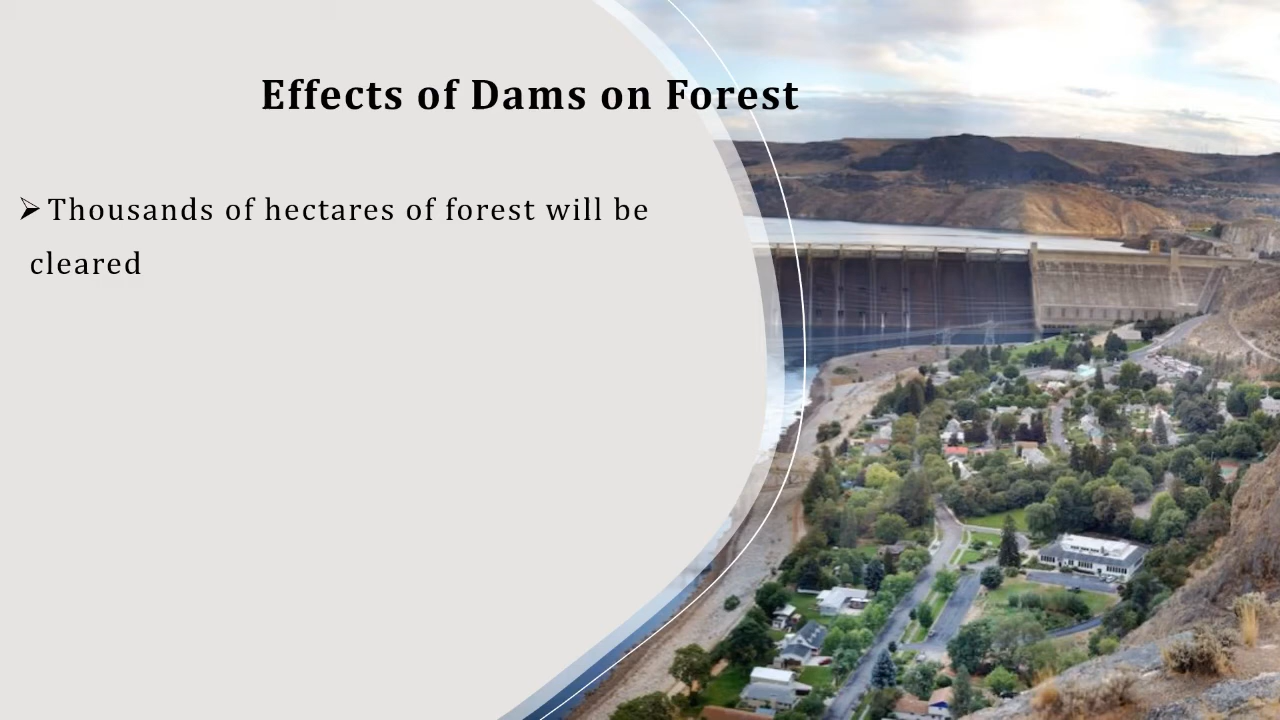 Effects of Dams on Forest
➢Thousands of hectares of forest will be
cleared